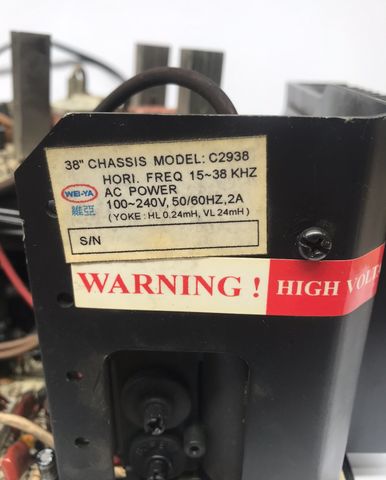 38" CHASSIS MODEL: C2938
HORI. FREQ 15~38 KHZ
WEI-YA
AC POWER
維亞
100~240V, 50/60HZ, 2A
(YOKE : HL 0.24mH, VL 24mH)
S/N
WARNING ! HIGH VOLT